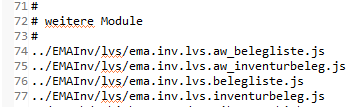 71 #
72 # weitere Module
73 #
74 ../EMAInv/lvs/ema.inv.lvs.aw_belegliste.js
75 ../EMAInv/lvs/ema.inv.lvs.aw_inventurbeleg.js
76 ../EMAInv/lvs/ema.inv.lvs.belegliste.js
77 ../EMAInv/lvs/ema.inv.lvs.inventurbeleg.js